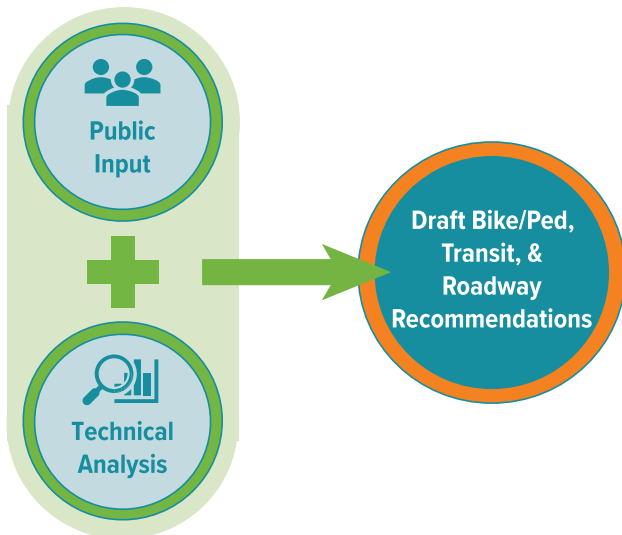 Public
Input
Draft Bike/Ped,
Transit, &
Roadway
Recommendations
Technical
Analysis